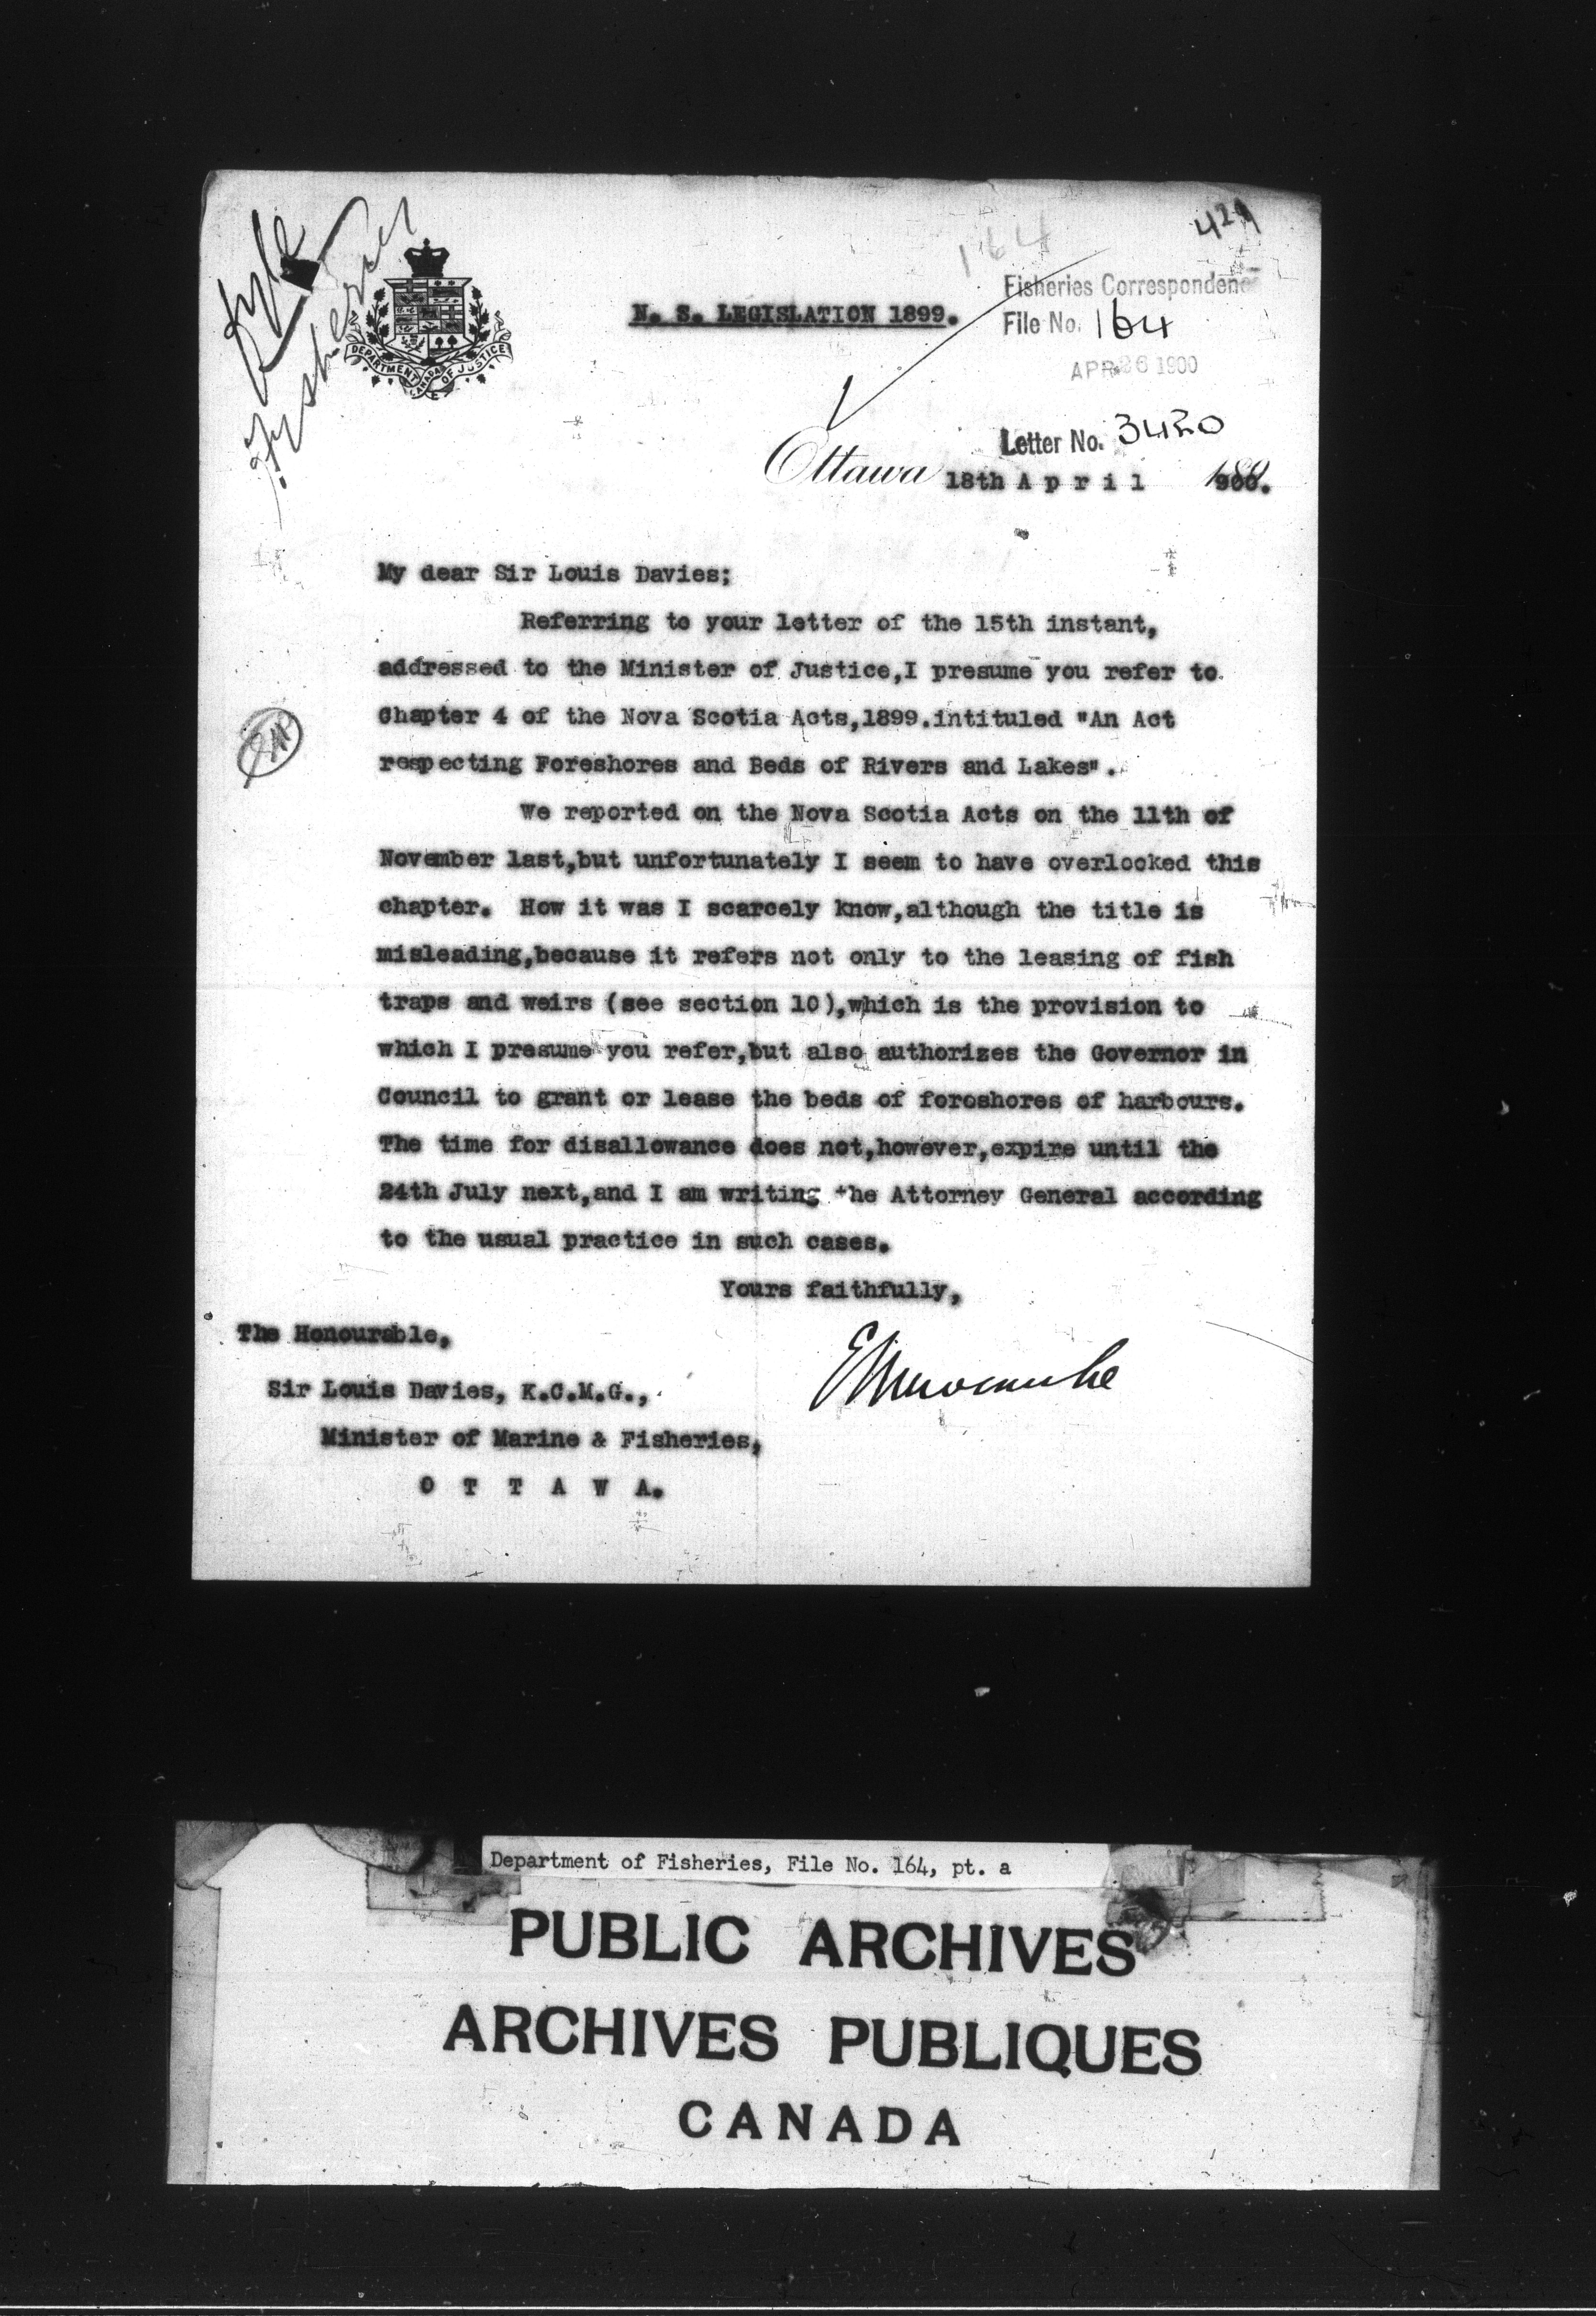 164
421
Fisheries
DEPARTMENT OF JUSTICE
CANADA
N. S. LEGISLATION 1899.
Fisheries Correspondence
File No. 164
APR 26 1900
Letter No. 3420
Ottawa 18th April 1900.
My dear Sir Louis Davies;
Referring to your letter of the 15th instant,
addressed to the Minister of Justice,I presume you refer to
Chapter 4 of the Nova Scotia Acts,1899.intituled "An Act
respecting Foreshores and Beds of Rivers and Lakes".
We reported on the Nova Scotia Acts on the 11th of
November last,but unfortunately I seem to have overlooked this
chapter. How it was I scarcely know,although the title is
misleading,because it refers not only to the leasing of fish
traps and weirs (see section 10),which is the provision to
which I presume you refer,but also authorizes the Governor in
Council to grant or lease the beds of foroshores of harbours.
The time for disallowance does not,however,expire until the
24th July next,and I am writing the Attorney General according
to the usual practice in such cases.
Yours faithfully,
The Honourable,
Sir Louis Davies, K.C.M.G.,
Minister of Marine & Fisheries,
O T T A W A.
Department of Fisheries, File No. 164, pt. a
PUBLIC ARCHIVES
ARCHIVES PUBLIQUES
CANADA